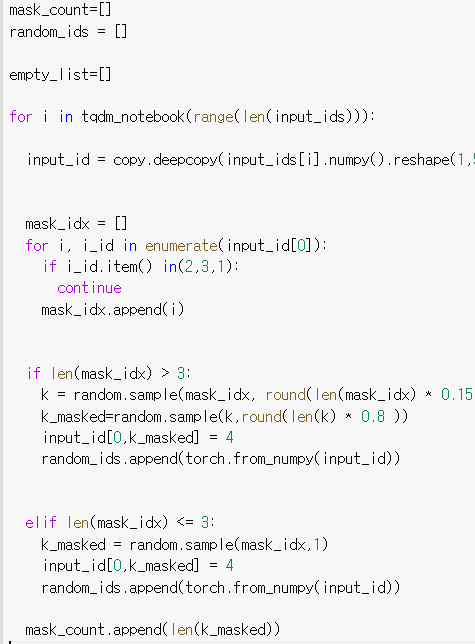 mask_count=[]
random_ids = []
empty_list=[]
for i in tqdm_notebook(range(len(input_ids))):
  input_id = copy.deepcopy(input_ids[i].numpy().reshape(1,
  mask_idx = []
  for i, i_id in enumerate(input_id[0]):
    if i_id.item() in(2,3,1):
      continue
    mask_idx.append(i)
  if len(mask_idx) > 3:
    k = random.sample(mask_idx, round(len(mask_idx) * 0.15
    k_masked=random.sample(k,round(len(k) * 0.8 ))
    input_id[0,k_masked] = 4
    random_ids.append(torch.from_numpy(input_id))
  elif len(mask_idx) <= 3:
    k_masked = random.sample(mask_idx,1)
    input_id[0,k_masked] = 4
    random_ids.append(torch.from_numpy(input_id))
  mask_count.append(len(k_masked))